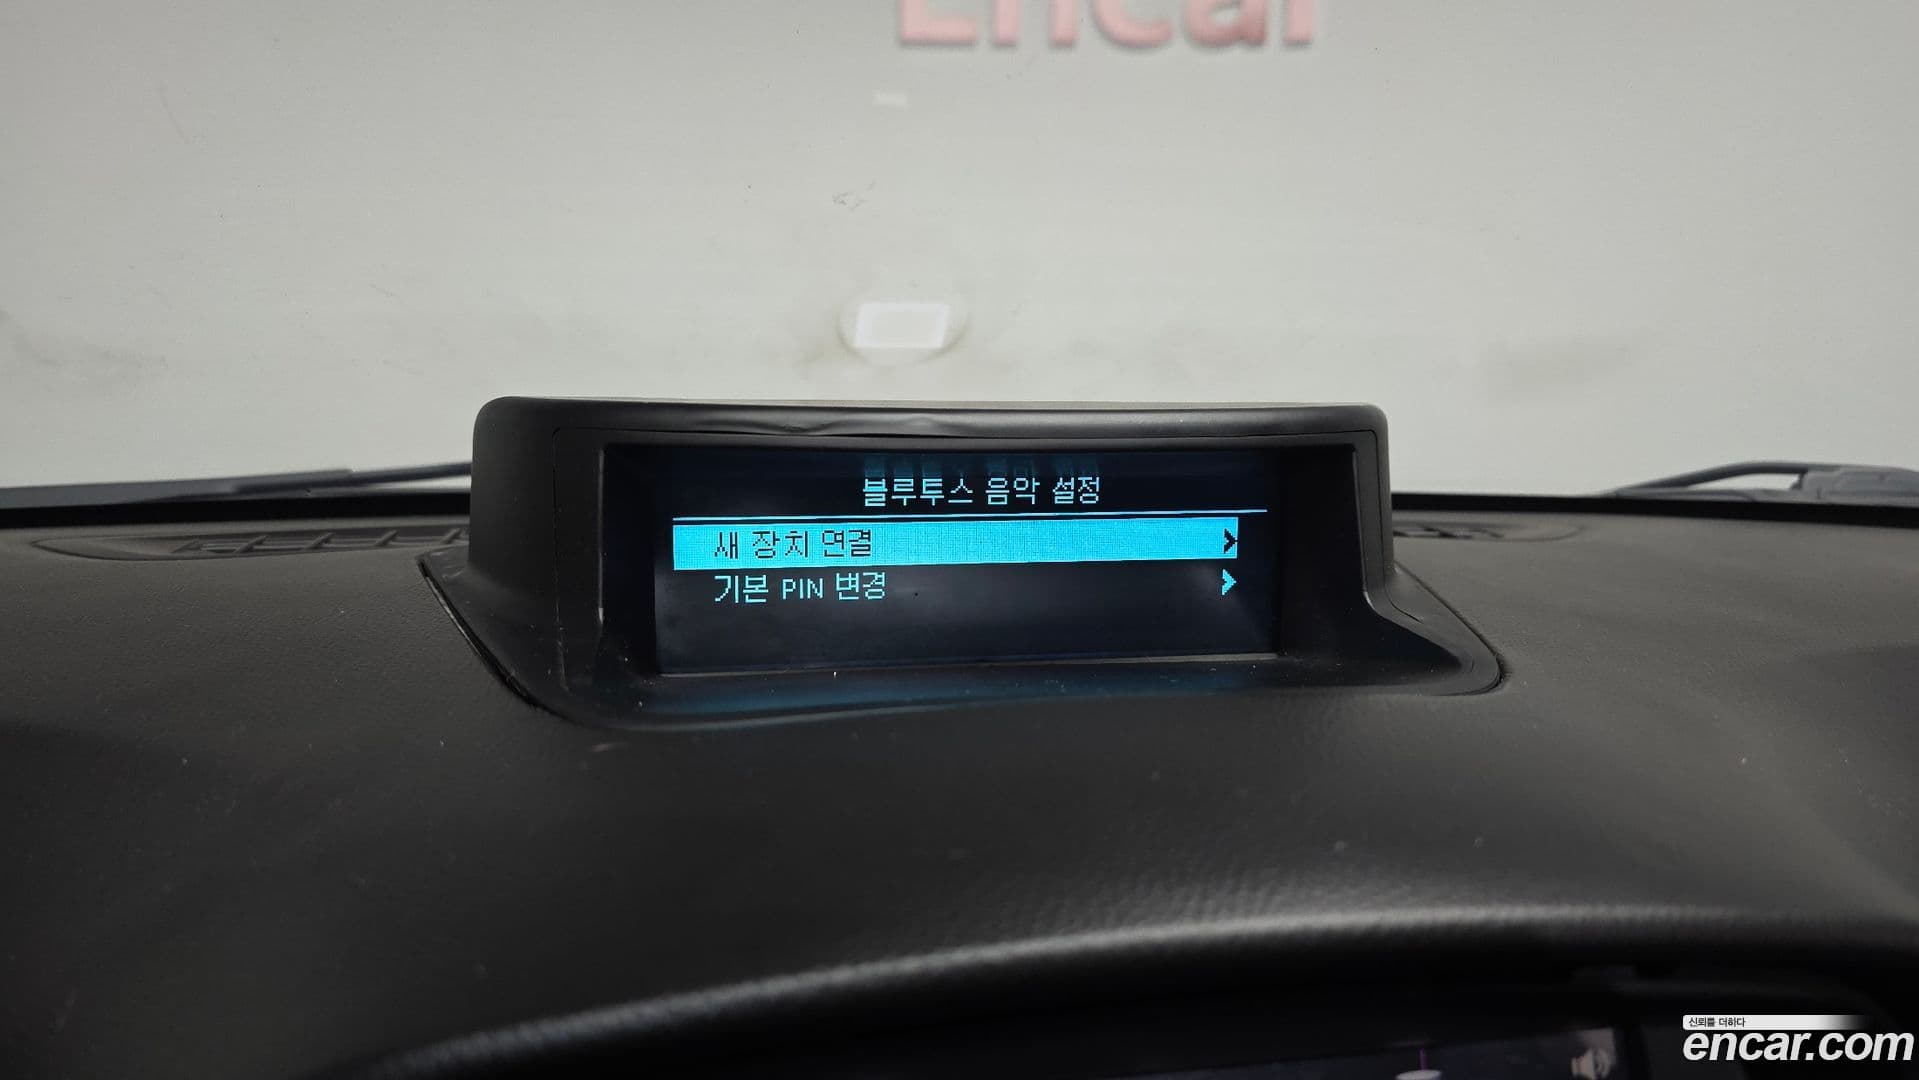 Encar
블루투스 음악 설정
새 장치 연결
기본 PIN 변경
신뢰를 더하다
encar.com